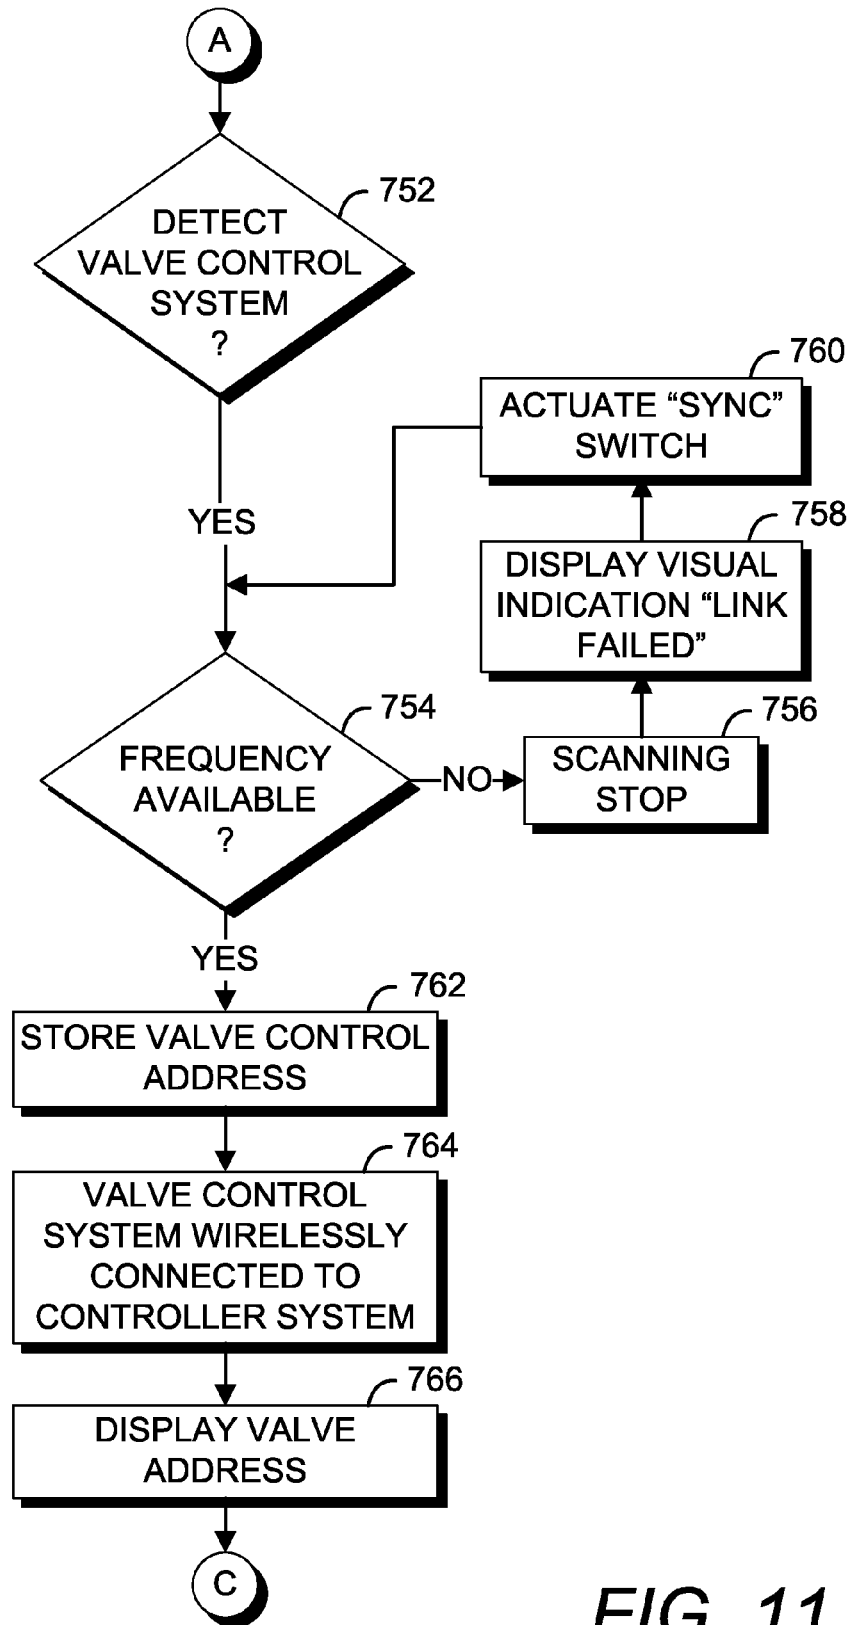 A
752
DETECT
VALVE CONTROL
SYSTEM
?
760
ACTUATE “SYNC”
SWITCH
YES
758
DISPLAY VISUAL
INDICATION “LINK
FAILED”
754
FREQUENCY
AVAILABLE
?
NO
756
SCANNING
STOP
YES
762
STORE VALVE CONTROL
ADDRESS
764
VALVE CONTROL
SYSTEM WIRELESSLY
CONNECTED TO
CONTROLLER SYSTEM
766
DISPLAY VALVE
ADDRESS
C
FIG. 11